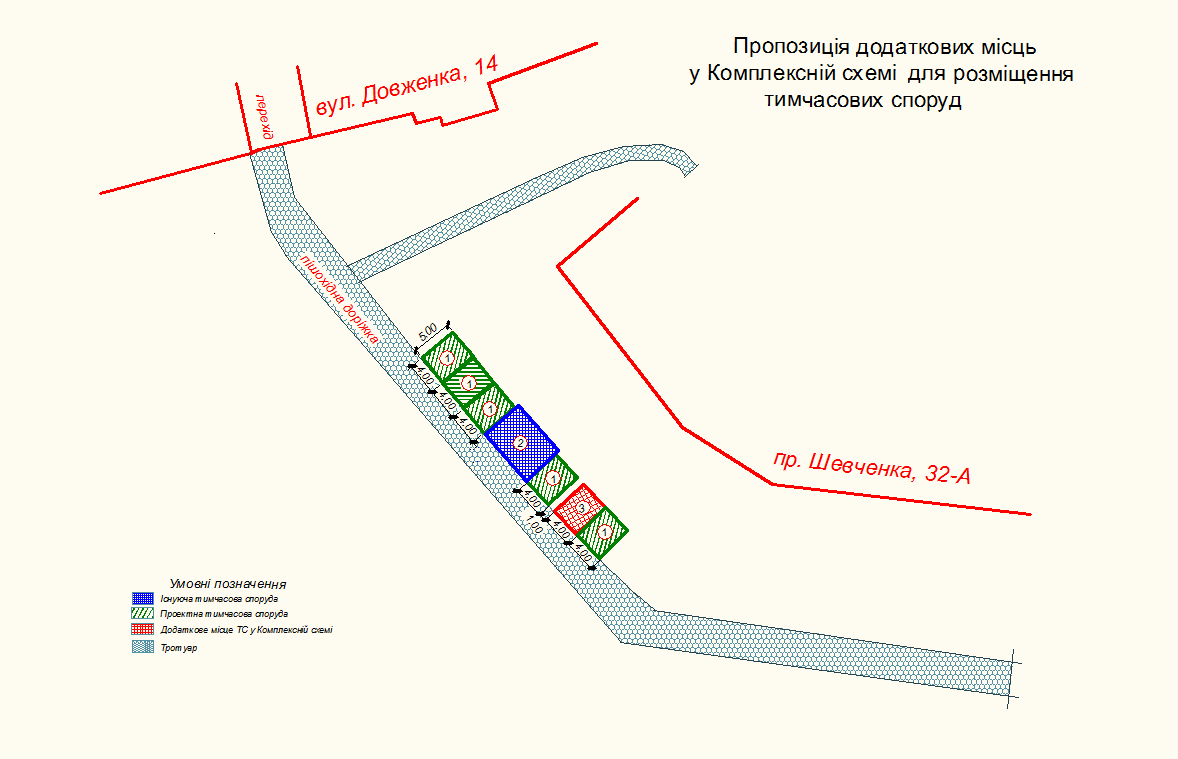 Пропозиція додаткових місць
у Комплексній схемі для розміщення
тимчасових споруд
вул. Довженка, 14
перехід
пішохідна доріжка
5.00
1
4.00
1
4.00
1
4.00
2
1
4.00
3
1.00
1
4.00
4.00
пр. Шевченка, 32-А
Умовні позначення
Існуюча тимчасова споруда
Проектна тимчасова споруда
Додаткове місце ТС у Комплексній схемі
Тротуар